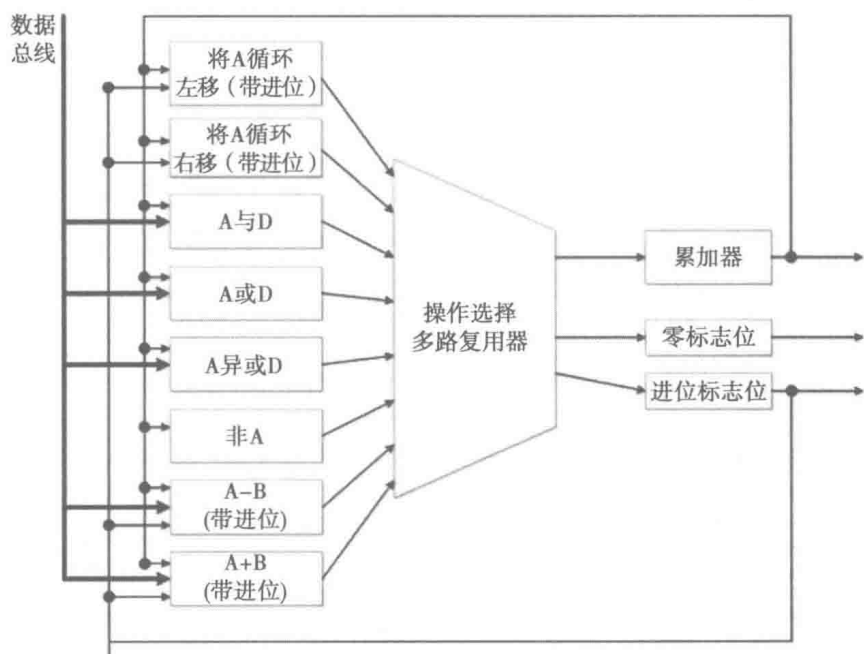 数据
总线
将A循环
左移（带进位）
将A循环
右移（带进位）
A与D
A或D
A异或D
非A
A−B
(带进位)
A+B
(带进位)
操作选择
多路复用器
累加器
零标志位
进位标志位